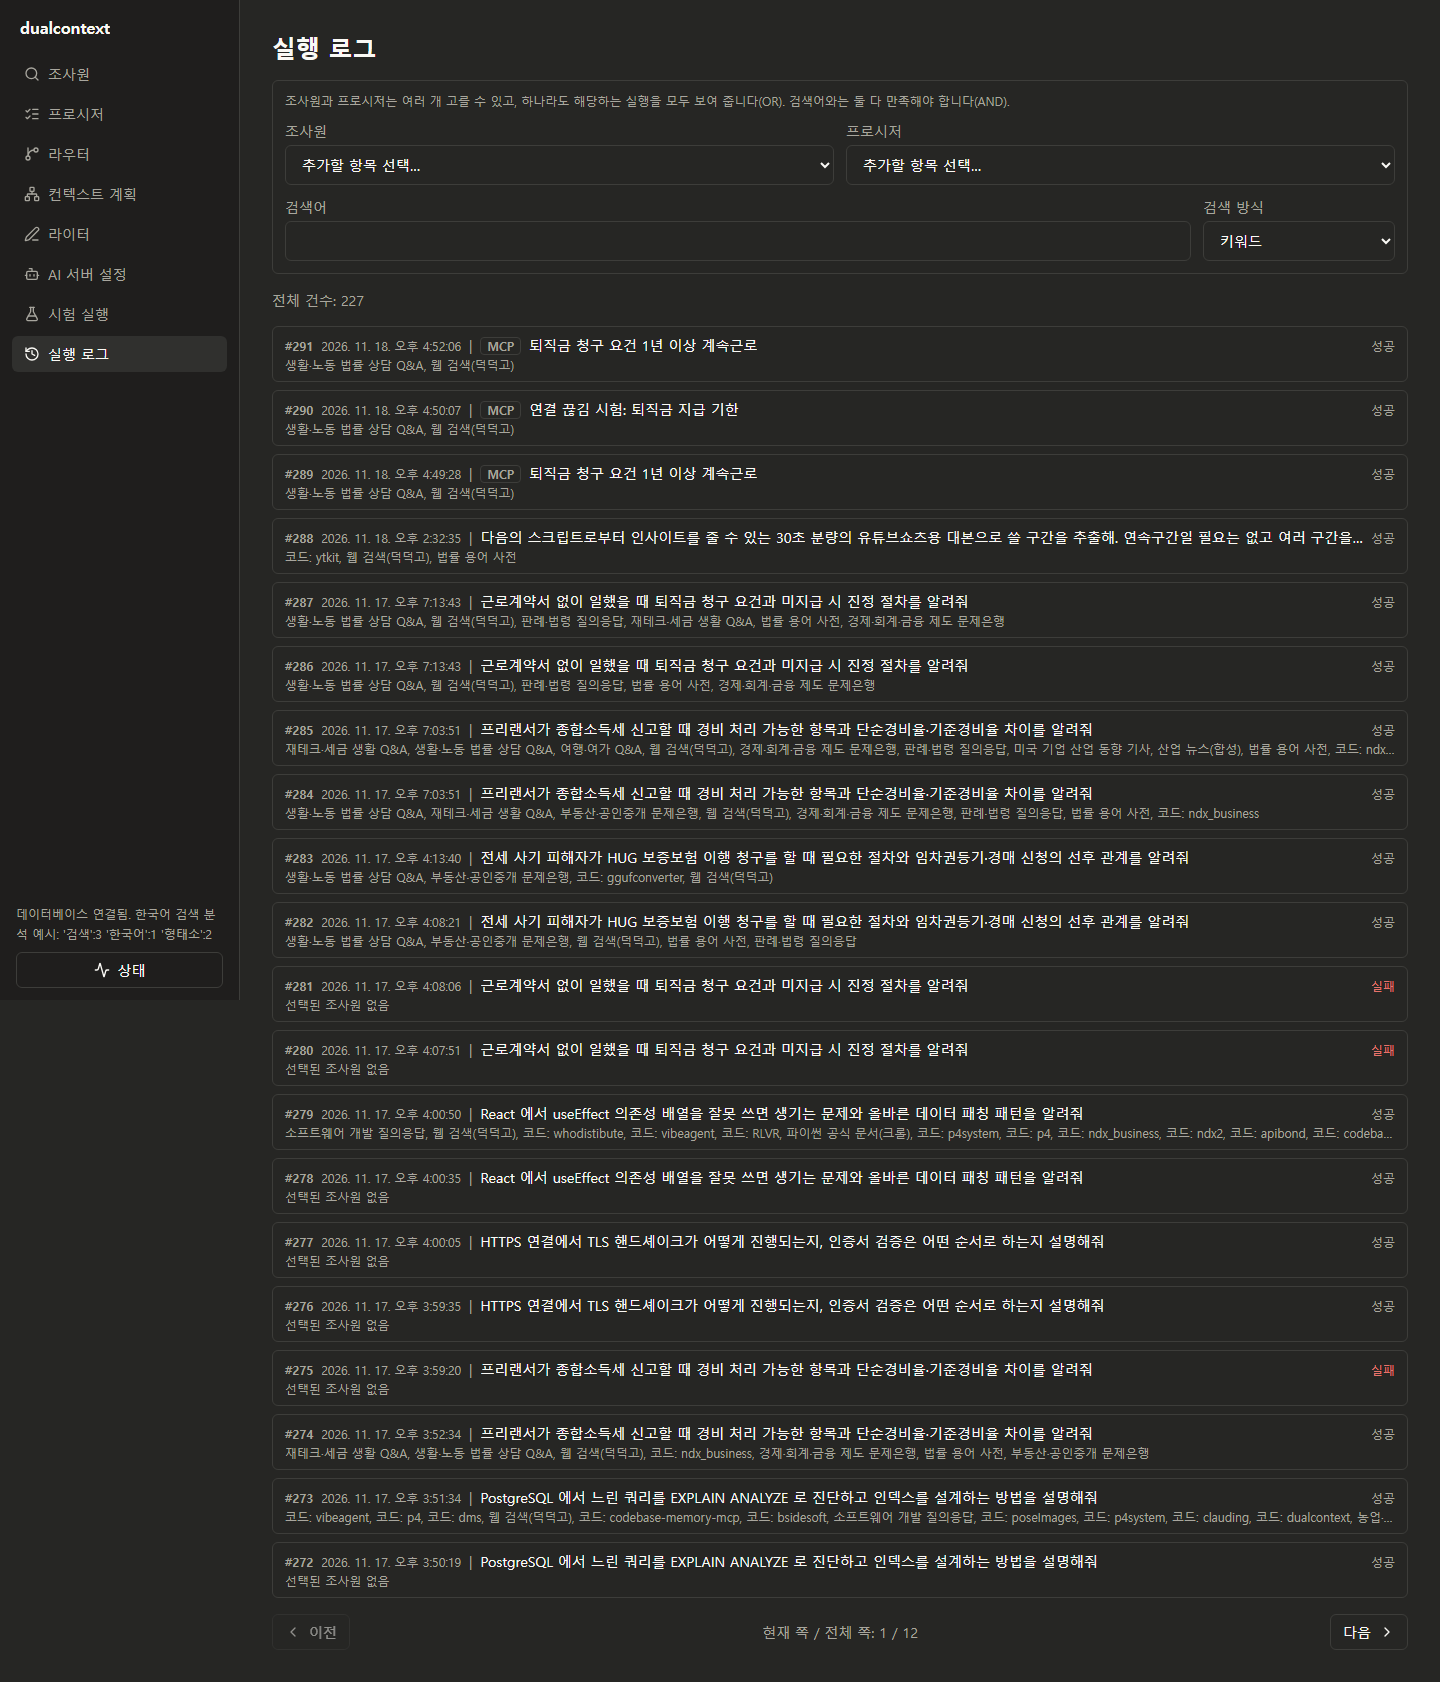 dualcontext
조사원
프로시저
라우터
컨텍스트 계획
라이터
AI 서버 설정
시험 실행
실행 로그
데이터베이스 연결됨. 한국어 검색 분
석 예시: '검색':3 '한국어':1 '형태소':2
상태
실행 로그
조사원과 프로시저는 여러 개 고를 수 있고, 하나라도 해당하는 실행을 모두 보여 줍니다(OR). 검색어와는 둘 다 만족해야 합니다(AND).
조사원
프로시저
추가할 항목 선택...
추가할 항목 선택...
검색어
검색 방식
키워드
전체 건수: 227
#291 2026. 11. 18. 오후 4:52:06 | MCP 퇴직금 청구 요건 1년 이상 계속근로 성공
생활·노동 법률 상담 Q&A, 웹 검색(덕덕고)
#290 2026. 11. 18. 오후 4:50:07 | MCP 연결 끊김 시험: 퇴직금 지급 기한 성공
생활·노동 법률 상담 Q&A, 웹 검색(덕덕고)
#289 2026. 11. 18. 오후 4:49:28 | MCP 퇴직금 청구 요건 1년 이상 계속근로 성공
생활·노동 법률 상담 Q&A, 웹 검색(덕덕고)
#288 2026. 11. 18. 오후 2:32:35 | 다음의 스크립트로부터 인사이트를 줄 수 있는 30초 분량의 유튜브쇼츠용 대본으로 쓸 구간을 추출해. 연속구간일 필요는 없고 여러 구간을... 성공
코드: ytkit, 웹 검색(덕덕고), 법률 용어 사전
#287 2026. 11. 17. 오후 7:13:43 | 근로계약서 없이 일했을 때 퇴직금 청구 요건과 미지급 시 진정 절차를 알려줘 성공
생활·노동 법률 상담 Q&A, 웹 검색(덕덕고), 판례·법령 질의응답, 재테크·세금 생활 Q&A, 법률 용어 사전, 경제·회계·금융 제도 문제은행
#286 2026. 11. 17. 오후 7:13:43 | 근로계약서 없이 일했을 때 퇴직금 청구 요건과 미지급 시 진정 절차를 알려줘 성공
생활·노동 법률 상담 Q&A, 웹 검색(덕덕고), 판례·법령 질의응답, 법률 용어 사전, 경제·회계·금융 제도 문제은행
#285 2026. 11. 17. 오후 7:03:51 | 프리랜서가 종합소득세 신고할 때 경비 처리 가능한 항목과 단순경비율·기준경비율 차이를 알려줘 성공
재테크·세금 생활 Q&A, 생활·노동 법률 상담 Q&A, 여행·여가 Q&A, 웹 검색(덕덕고), 경제·회계·금융 제도 문제은행, 판례·법령 질의응답, 미국 기업 산업 동향 기사, 산업 뉴스(합성), 법률 용어 사전, 코드: ndx...
#284 2026. 11. 17. 오후 7:03:51 | 프리랜서가 종합소득세 신고할 때 경비 처리 가능한 항목과 단순경비율·기준경비율 차이를 알려줘 성공
생활·노동 법률 상담 Q&A, 재테크·세금 생활 Q&A, 부동산·공인중개 문제은행, 웹 검색(덕덕고), 경제·회계·금융 제도 문제은행, 판례·법령 질의응답, 법률 용어 사전, 코드: ndx_business
#283 2026. 11. 17. 오후 4:13:40 | 전세 사기 피해자가 HUG 보증보험 이행 청구를 할 때 필요한 절차와 임차권등기·경매 신청의 선후 관계를 알려줘 성공
생활·노동 법률 상담 Q&A, 부동산·공인중개 문제은행, 코드: ggufconverter, 웹 검색(덕덕고)
#282 2026. 11. 17. 오후 4:08:21 | 전세 사기 피해자가 HUG 보증보험 이행 청구를 할 때 필요한 절차와 임차권등기·경매 신청의 선후 관계를 알려줘 성공
생활·노동 법률 상담 Q&A, 부동산·공인중개 문제은행, 웹 검색(덕덕고), 법률 용어 사전, 판례·법령 질의응답
#281 2026. 11. 17. 오후 4:08:06 | 근로계약서 없이 일했을 때 퇴직금 청구 요건과 미지급 시 진정 절차를 알려줘 실패
선택된 조사원 없음
#280 2026. 11. 17. 오후 4:07:51 | 근로계약서 없이 일했을 때 퇴직금 청구 요건과 미지급 시 진정 절차를 알려줘 실패
선택된 조사원 없음
#279 2026. 11. 17. 오후 4:00:50 | React 에서 useEffect 의존성 배열을 잘못 쓰면 생기는 문제와 올바른 데이터 패칭 패턴을 알려줘 성공
소프트웨어 개발 질의응답, 웹 검색(덕덕고), 코드: whodistibute, 코드: vibeagent, 코드: RLVR, 파이썬 공식 문서(크롤), 코드: p4system, 코드: p4, 코드: ndx_business, 코드: ndx2, 코드: apibond, 코드: codeba...
#278 2026. 11. 17. 오후 4:00:35 | React 에서 useEffect 의존성 배열을 잘못 쓰면 생기는 문제와 올바른 데이터 패칭 패턴을 알려줘 성공
선택된 조사원 없음
#277 2026. 11. 17. 오후 4:00:05 | HTTPS 연결에서 TLS 핸드셰이크가 어떻게 진행되는지, 인증서 검증은 어떤 순서로 하는지 설명해줘 성공
선택된 조사원 없음
#276 2026. 11. 17. 오후 3:59:35 | HTTPS 연결에서 TLS 핸드셰이크가 어떻게 진행되는지, 인증서 검증은 어떤 순서로 하는지 설명해줘 성공
선택된 조사원 없음
#275 2026. 11. 17. 오후 3:59:20 | 프리랜서가 종합소득세 신고할 때 경비 처리 가능한 항목과 단순경비율·기준경비율 차이를 알려줘 실패
선택된 조사원 없음
#274 2026. 11. 17. 오후 3:52:34 | 프리랜서가 종합소득세 신고할 때 경비 처리 가능한 항목과 단순경비율·기준경비율 차이를 알려줘 성공
재테크·세금 생활 Q&A, 생활·노동 법률 상담 Q&A, 웹 검색(덕덕고), 코드: ndx_business, 경제·회계·금융 제도 문제은행, 법률 용어 사전, 부동산·공인중개 문제은행
#273 2026. 11. 17. 오후 3:51:34 | PostgreSQL 에서 느린 쿼리를 EXPLAIN ANALYZE 로 진단하고 인덱스를 설계하는 방법을 설명해줘 성공
코드: vibeagent, 코드: p4, 코드: dms, 웹 검색(덕덕고), 코드: codebase-memory-mcp, 코드: bsidesoft, 소프트웨어 개발 질의응답, 코드: poseImages, 코드: p4system, 코드: clauding, 코드: dualcontext, 농업·...
#272 2026. 11. 17. 오후 3:50:19 | PostgreSQL 에서 느린 쿼리를 EXPLAIN ANALYZE 로 진단하고 인덱스를 설계하는 방법을 설명해줘 성공
선택된 조사원 없음
이전
현재 쪽 / 전체 쪽: 1 / 12
다음